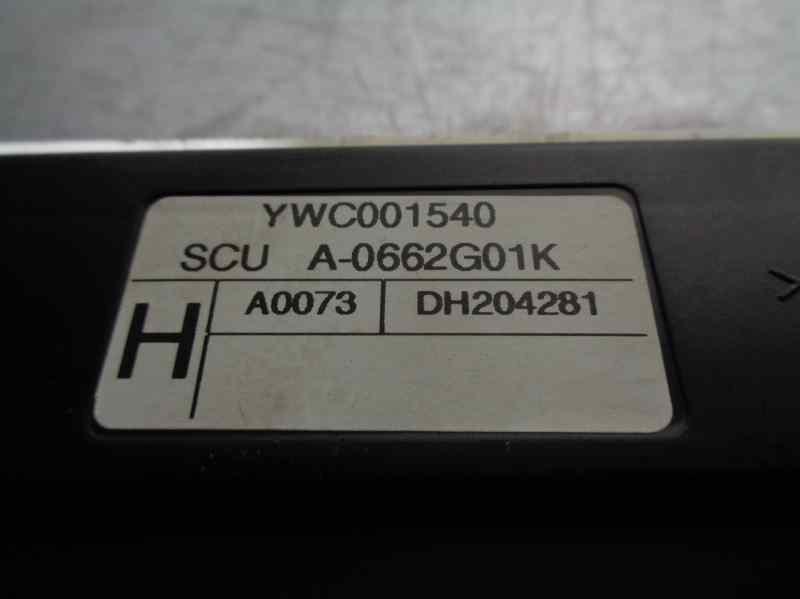 YWC001540
SCU A-0662G01K
H A0073 DH204281